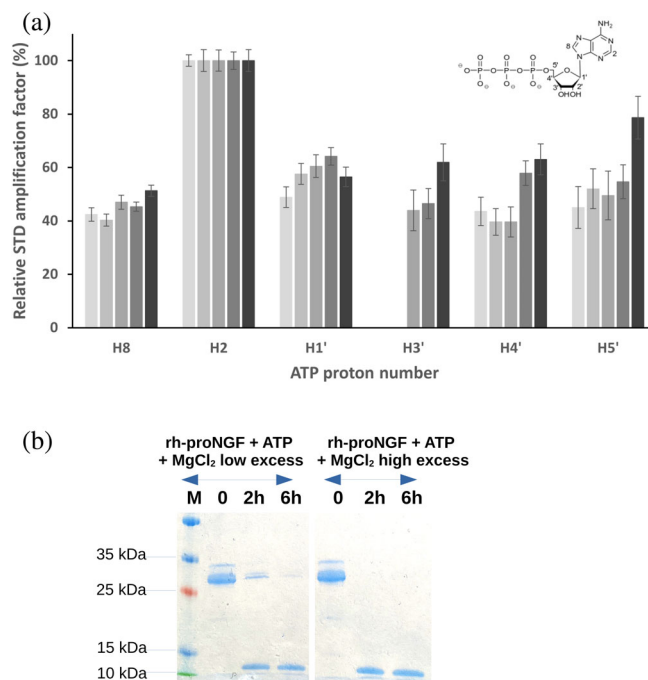 (a)
Relative STD amplification factor (%)
100
80
60
40
20
0
H8 H2 H1' H3' H4' H5'
ATP proton number
NH₂
N N
8 2
N N
O P O P O P O 5' O
O O O
4' 1'
3' 2'
OHOH
(b)
rh-proNGF + ATP rh-proNGF + ATP
+ MgCl₂ low excess + MgCl₂ high excess
M 0 2h 6h 0 2h 6h
35 kDa
25 kDa
15 kDa
10 kDa